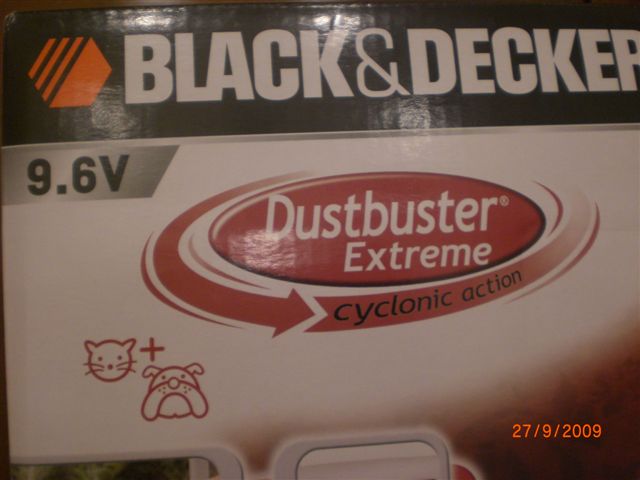 BLACK&DECKER
9.6V
Dustbuster®
Extreme
cyclonic action
27/9/2009